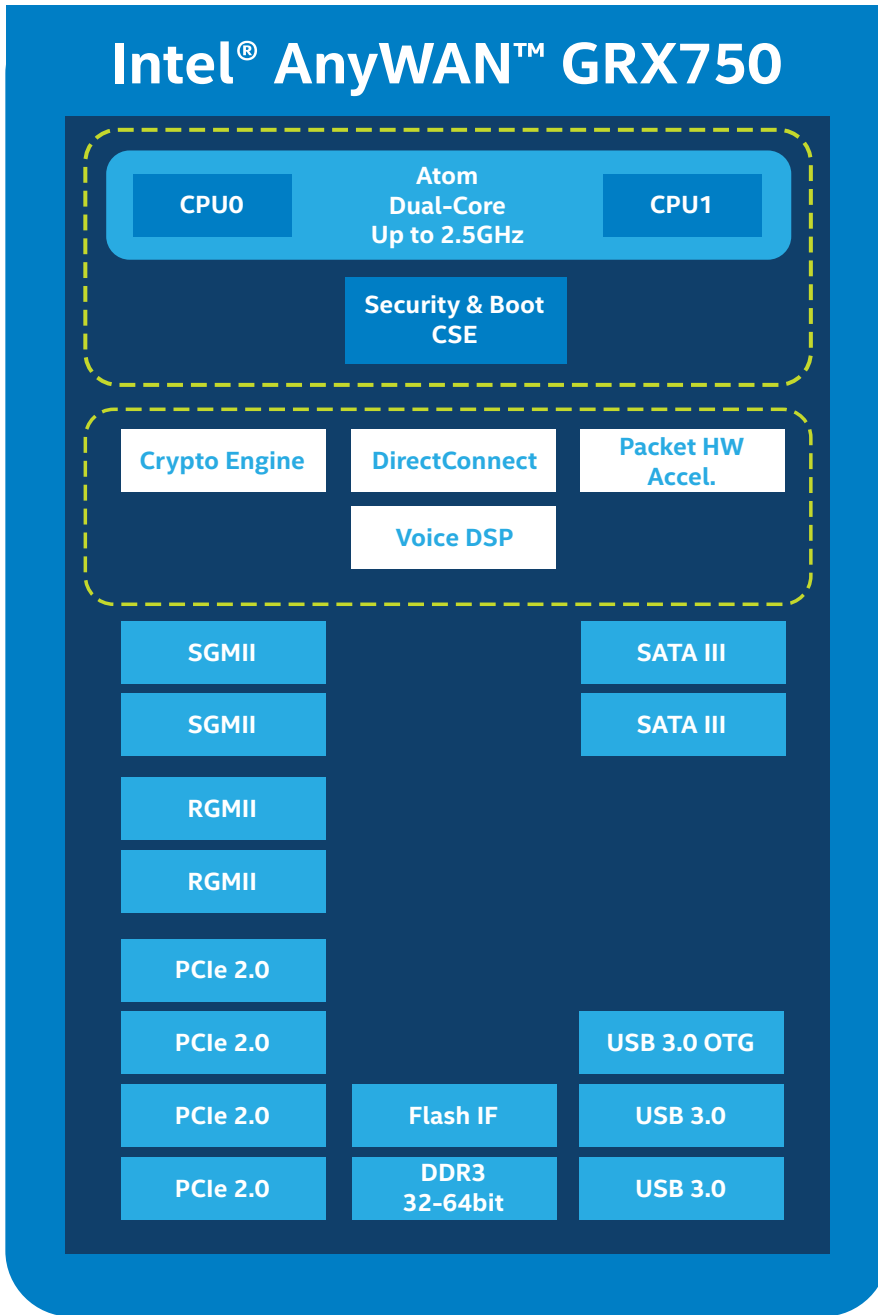 Intel® AnyWAN™ GRX750
CPU0
Atom
Dual-Core
Up to 2.5GHz
CPU1
Security & Boot
CSE
Crypto Engine
DirectConnect
Packet HW
Accel.
Voice DSP
SGMII
SATA III
SGMII
SATA III
RGMII
RGMII
PCIe 2.0
PCIe 2.0
USB 3.0 OTG
PCIe 2.0
Flash IF
USB 3.0
PCIe 2.0
DDR3
32-64bit
USB 3.0